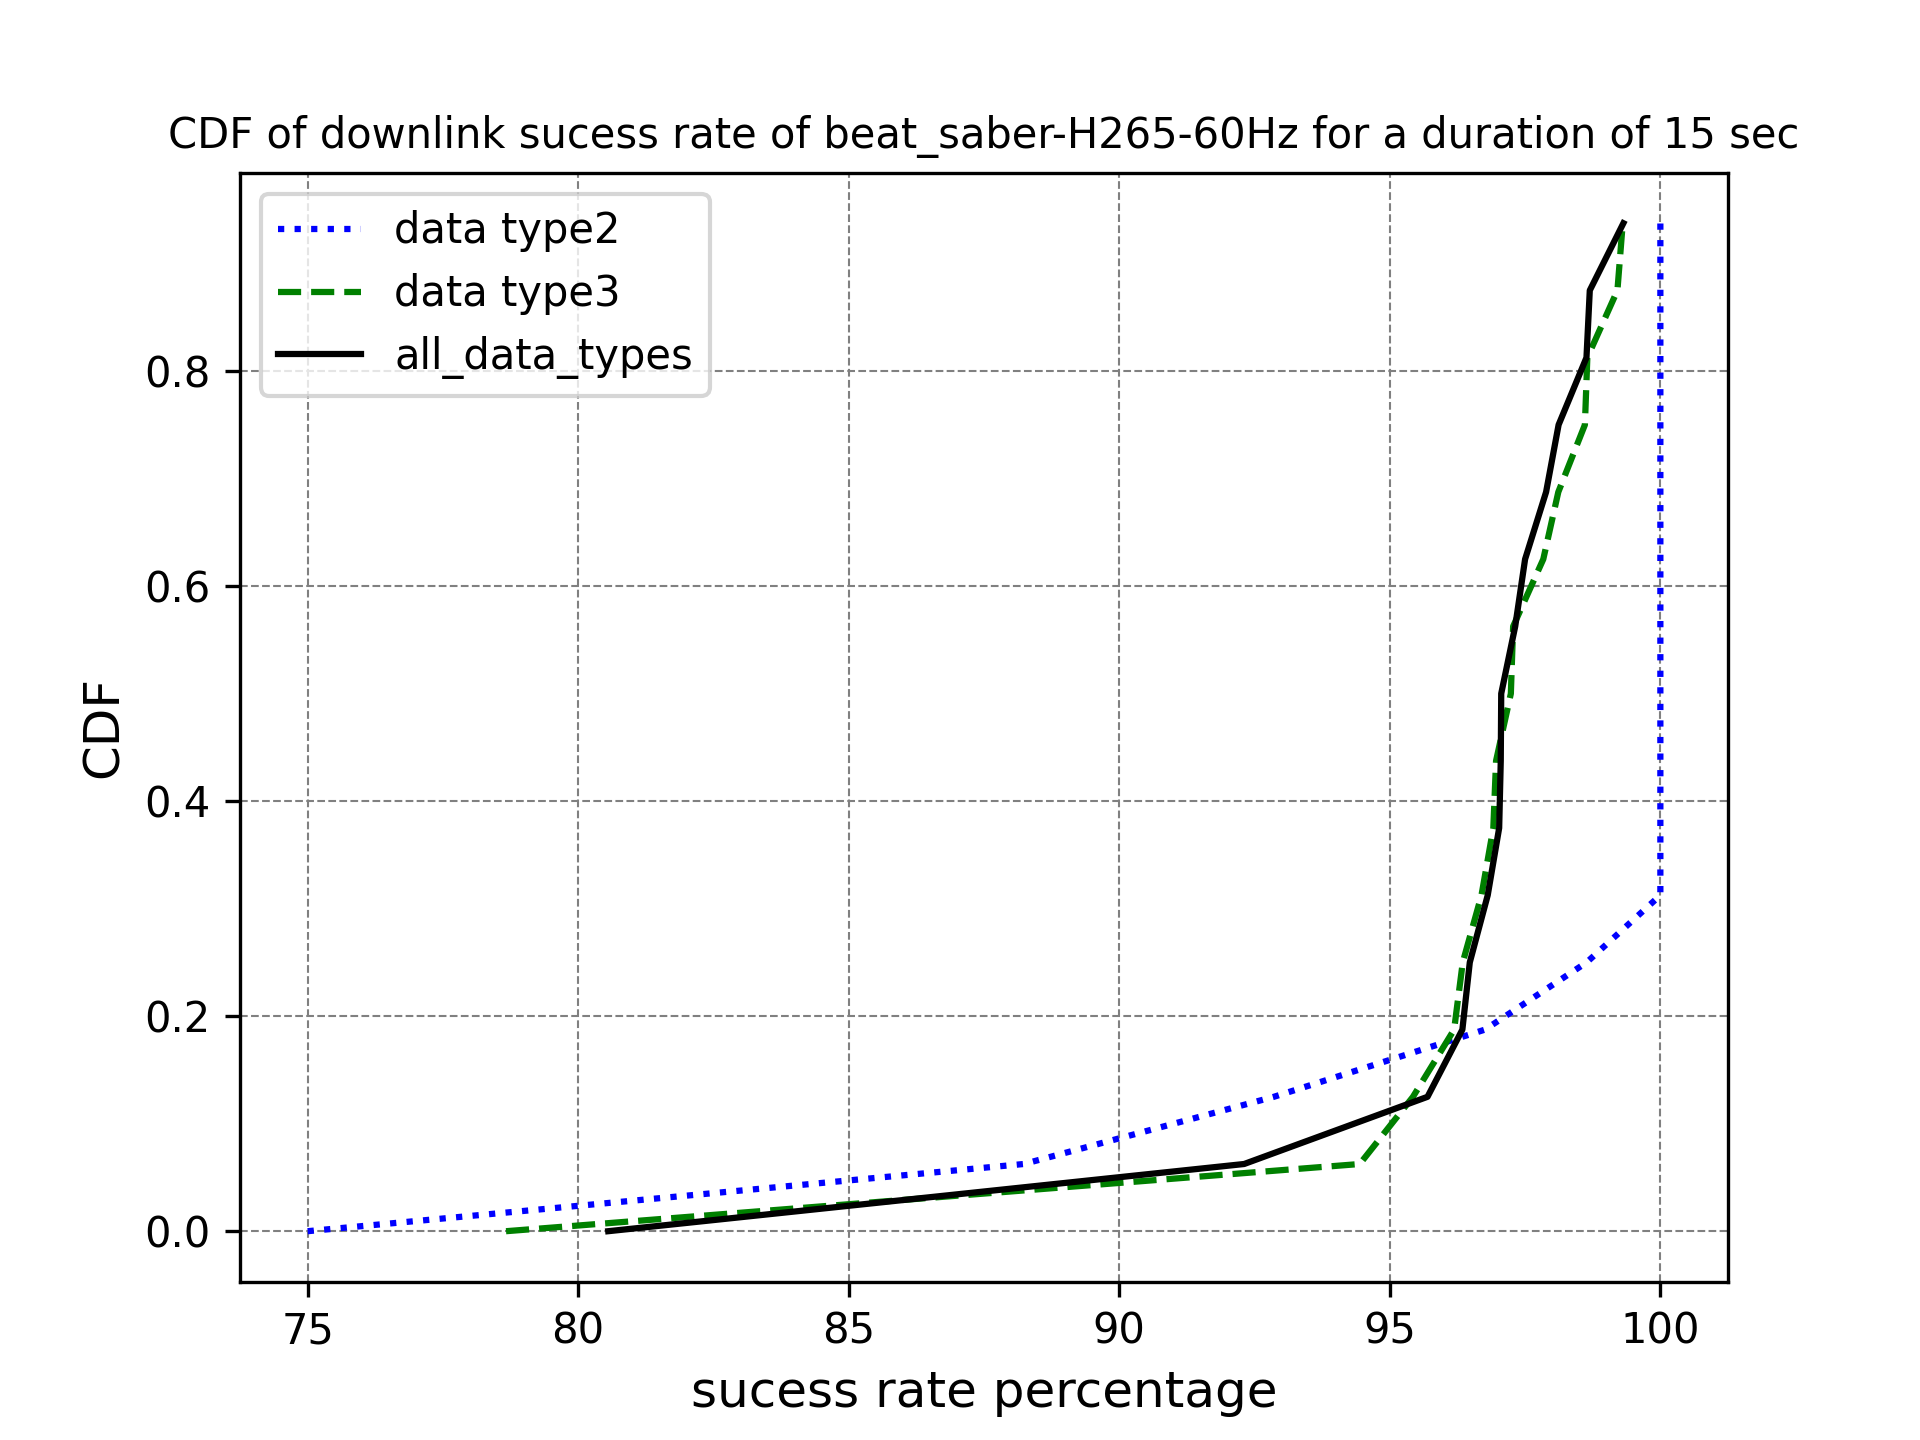 CDF of downlink sucess rate of beat_saber-H265-60Hz for a duration of 15 sec
data type2
data type3
all_data_types
0.8
0.6
0.4
0.2
0.0
CDF
75 80 85 90 95 100
sucess rate percentage